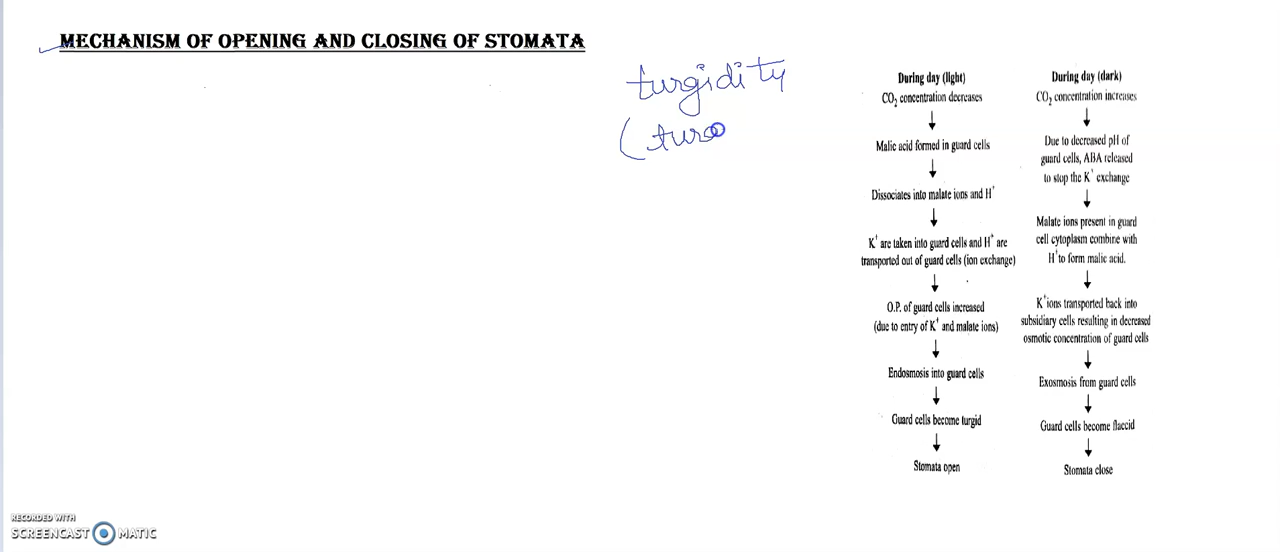 MECHANISM OF OPENING AND CLOSING OF STOMATA
turgidity
During day (light)
CO₂ concentration decreases
↓
Malic acid formed in guard cells
↓
Dissociates into malate ions and H⁺
↓
K⁺ are taken into guard cells and H⁺ are
transported out of guard cells (ion exchange)
↓
O.P. of guard cells increased
(due to entry of K⁺ and malate ions)
↓
Endosmosis into guard cells
↓
Guard cells become turgid
↓
Stomata open
During day (dark)
CO₂ concentration increases
↓
Due to decreased pH of
guard cells, ABA released
to stop the K⁺ exchange
↓
Malate ions present in guard
cell cytoplasm combine with
H⁺to form malic acid.
↓
K⁺ions transported back into
subsidiary cells resulting in decreased
osmotic concentration of guard cells
↓
Exosmosis from guard cells
↓
Guard cells become flaccid
↓
Stomata close
RECORDED WITH
SCREENCAST MATIC